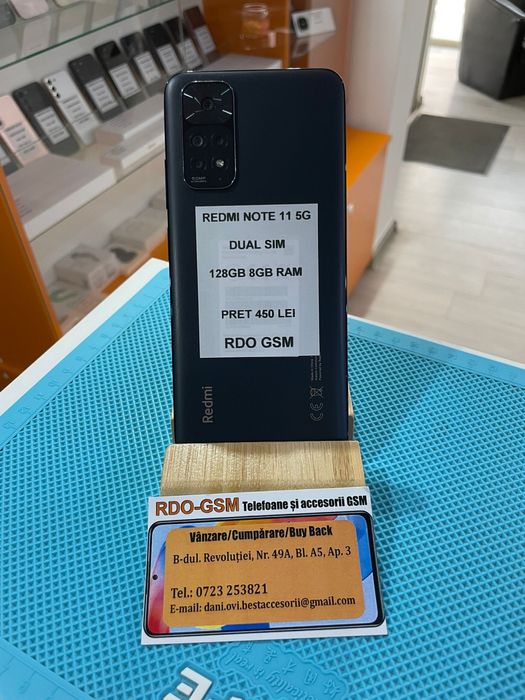 REDMI NOTE 11 5G
DUAL SIM
128GB 8GB RAM
PRET 450 LEI
RDO GSM
Redmi
RDO-GSM Telefoane și accesorii GSM
Vânzare/Cumpărare/Buy Back
B-dul. Revoluției, Nr. 49A, Bl. A5, Ap. 3
Tel.: 0723 253821
E-mail: dani.ovi.bestaccesorii@gmail.com